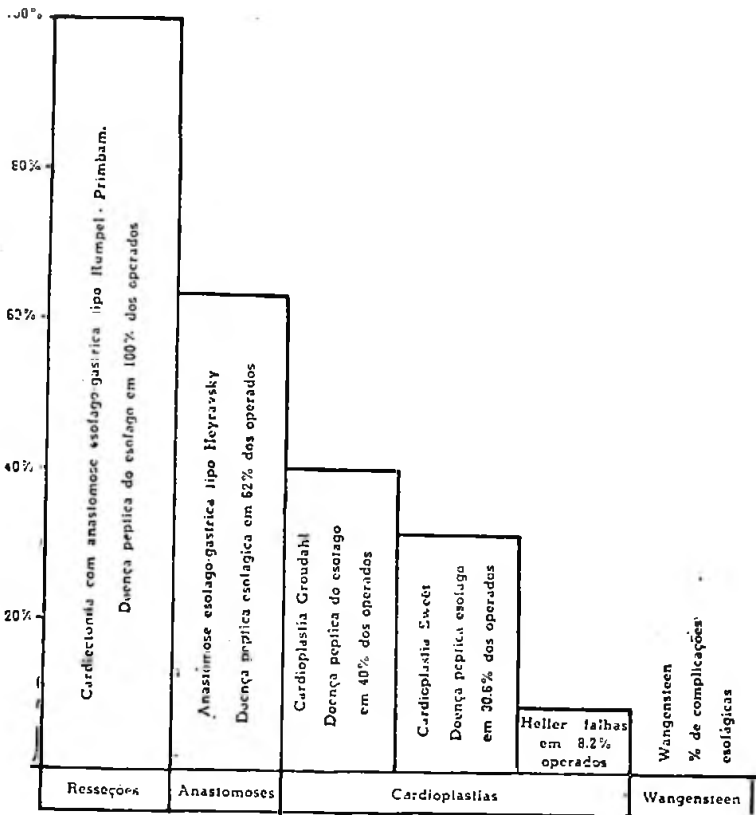 100%
80%
60%
40%
20%
Cardiectomia com anastomose esofago-gastrica tipo Rumpel - Primbam.
Doença peptica do esofago em 100% dos operados
Anastomose esofago-gastrica tipo Heyravsky
Doença peptica esofagica em 62% dos operados
Cardioplastia Groudahl
Doença peptica do esofago
em 40% dos operados
Cardioplastia Sweet
Doença peptica esofago
em 30.6% dos operados
Heller falhas
em 8.2%
operados
Wangensteen
% de complicações
esofágicas
Resseções
Anastomoses
Cardioplastias
Wangensteen